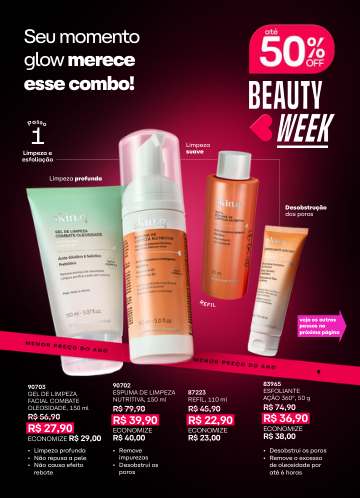 Seu momento
glow merece
esse combo!
até
50%
OFF
BEAUTY
WEEK
Passo
1
Limpeza e
esfoliação
Limpeza profunda
Limpeza
suave
Desobstrução
dos poros
GEL DE LIMPEZA
COMBATE OLEOSIDADE
REFIL
veja os outros
passos na
próxima página
MENOR PREÇO DO ANO
MENOR PREÇO DO ANO
90703
GEL DE LIMPEZA
FACIAL COMBATE
OLEOSIDADE, 150 ml
R$ 56,90
R$ 27,90
ECONOMIZE R$ 29,00
• Limpeza profunda
• Não repuxa a pele
• Não causa efeito
rebote
90702
ESPUMA DE LIMPEZA
NUTRITIVA, 150 ml
R$ 79,90
R$ 39,90
ECONOMIZE
R$ 40,00
• Remove
impurezas
• Desobstrui os
poros
87223
REFIL, 110 ml
R$ 45,90
R$ 22,90
ECONOMIZE
R$ 23,00
83965
ESFOLIANTE
AÇÃO 360°, 50 g
R$ 74,90
R$ 36,90
ECONOMIZE
R$ 38,00
• Desobstrui os poros
• Remove o excesso
de oleosidade por
até 6 horas